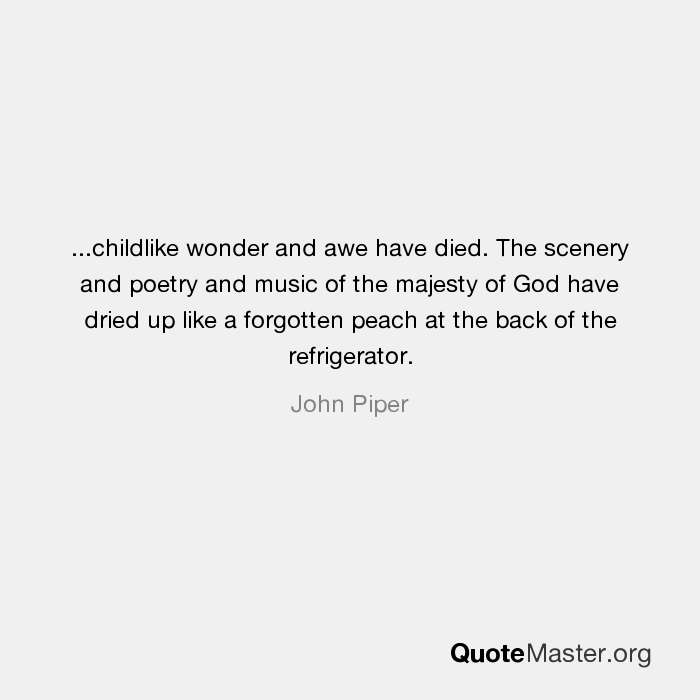 ...childlike wonder and awe have died. The scenery
and poetry and music of the majesty of God have
dried up like a forgotten peach at the back of the
refrigerator.
John Piper
QuoteMaster.org